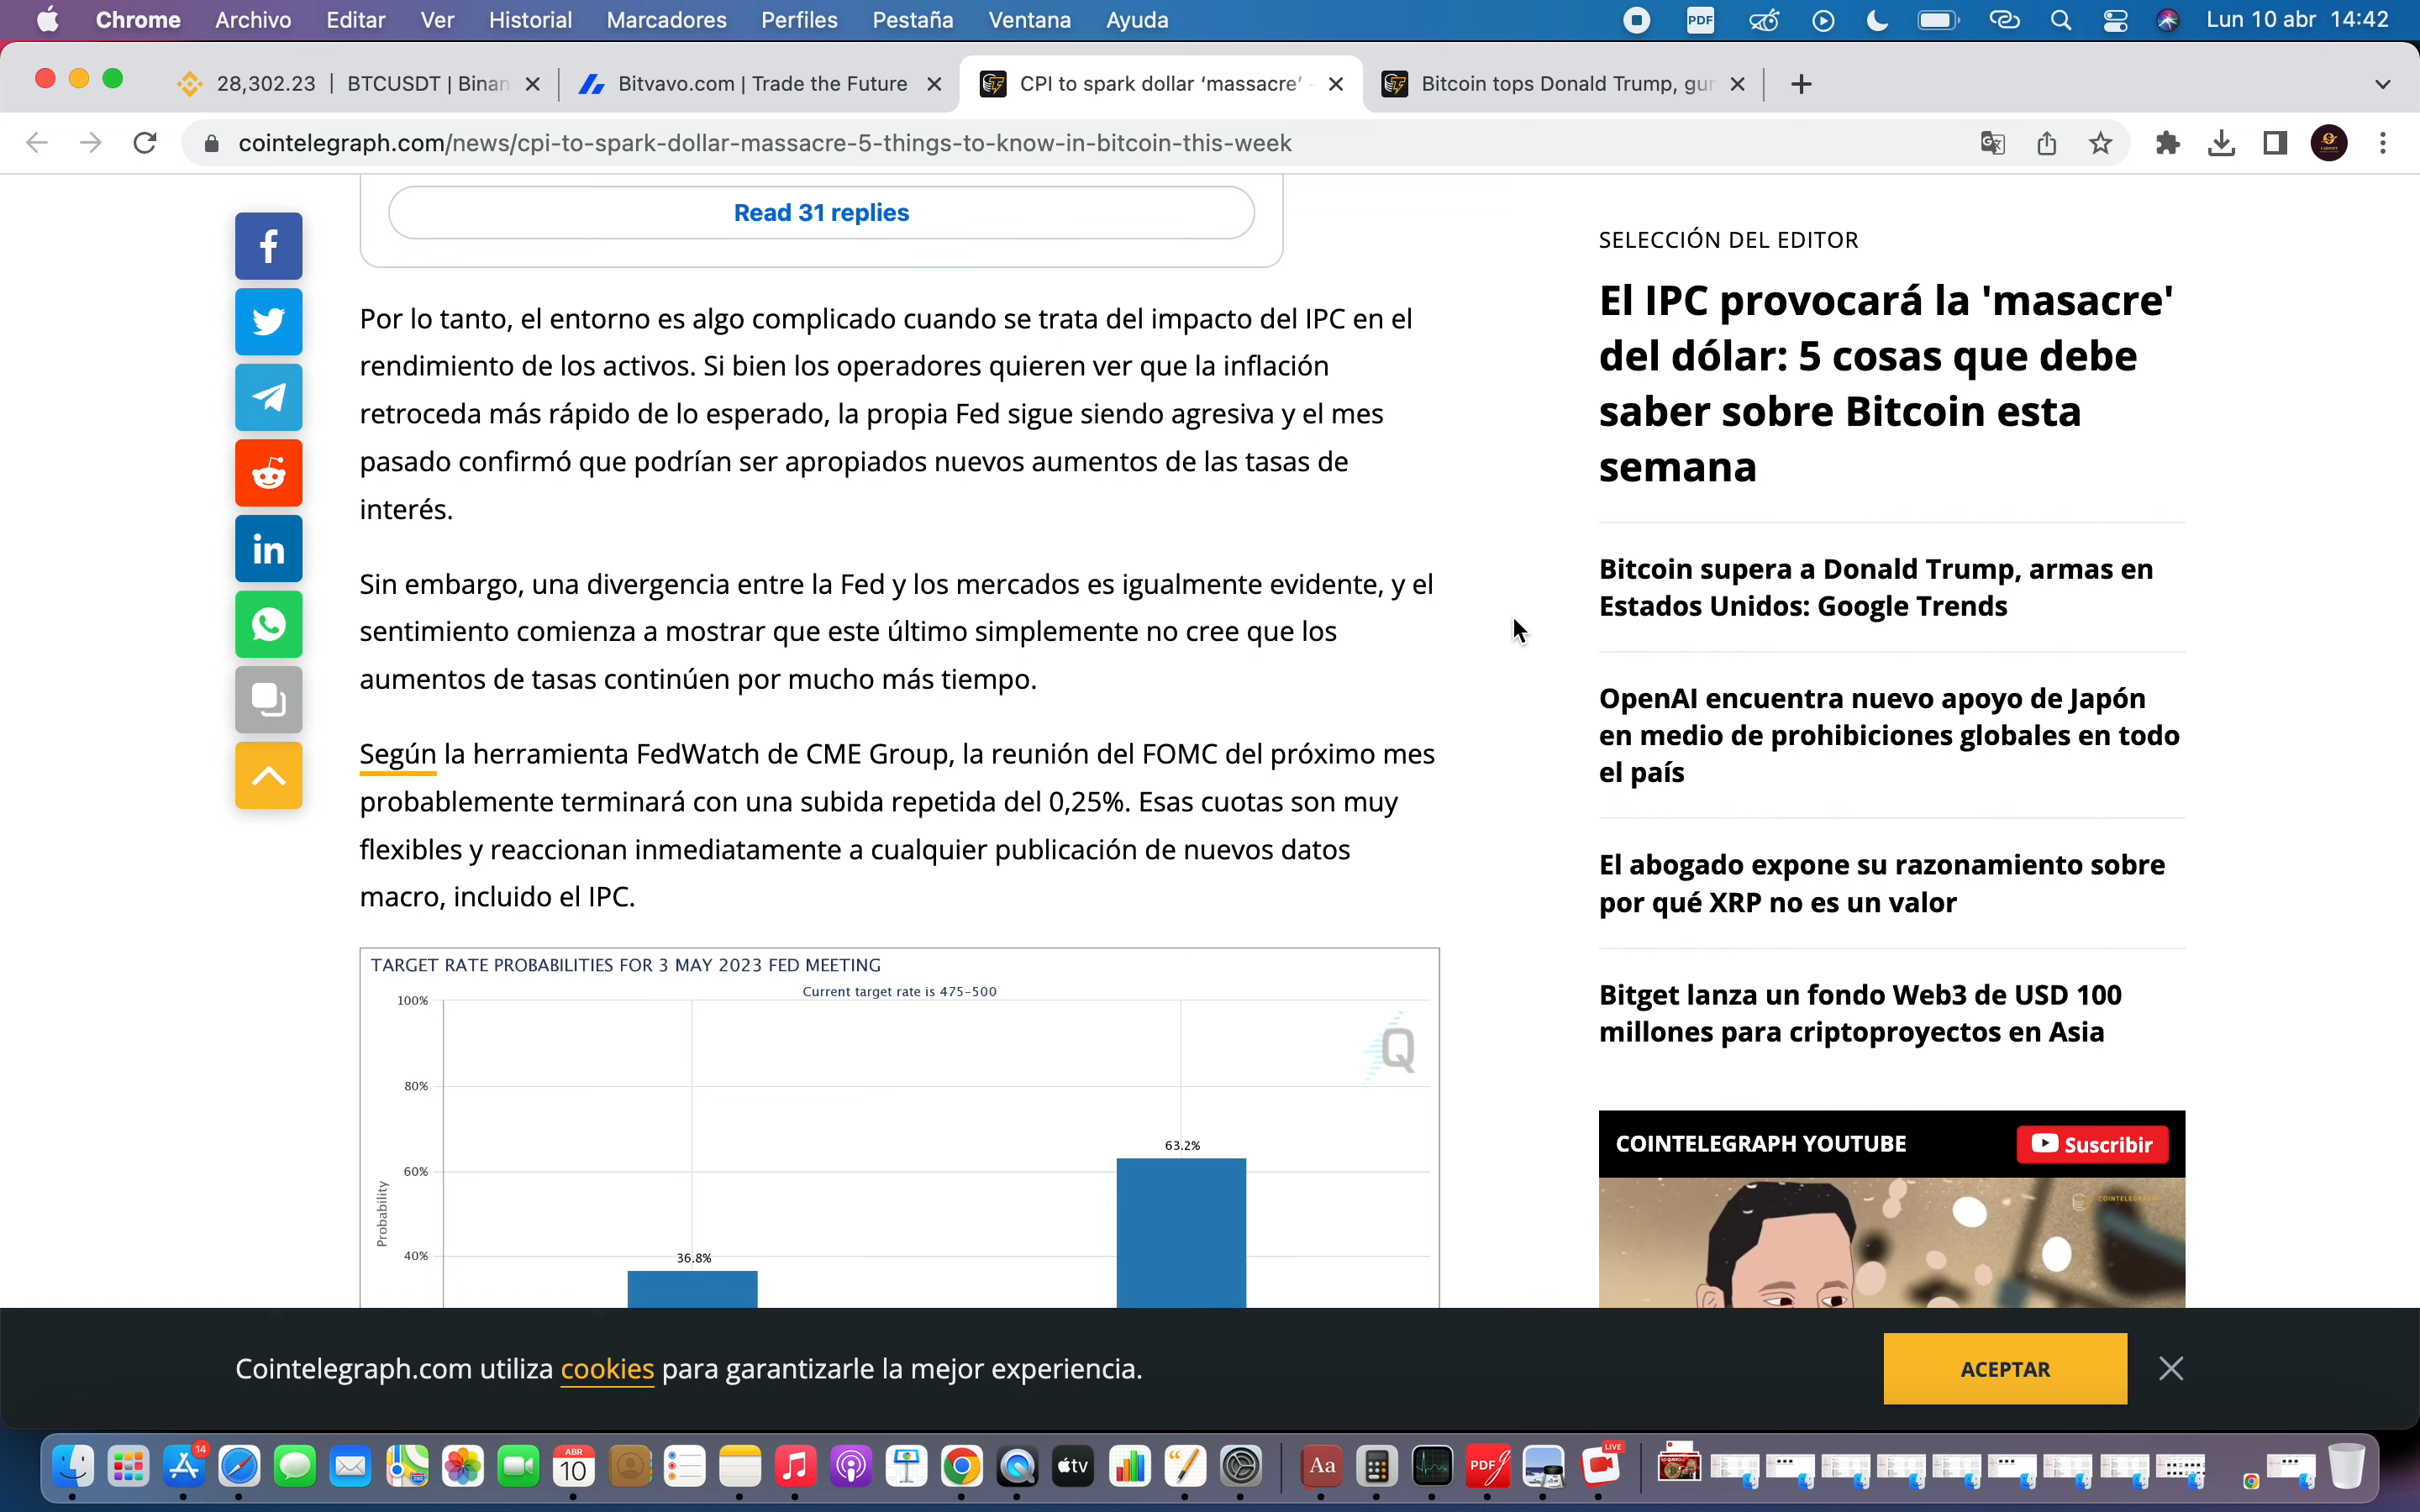 Chrome Archivo Editar Ver Historial Marcadores Perfiles Pestaña Ventana Ayuda
PDF
Lun 10 abr 14:42
28,302.23 | BTCUSDT | Binan
Bitvavo.com | Trade the Future
CPI to spark dollar ‘massacre’
Bitcoin tops Donald Trump, gur
cointelegraph.com/news/cpi-to-spark-dollar-massacre-5-things-to-know-in-bitcoin-this-week
Read 31 replies
Por lo tanto, el entorno es algo complicado cuando se trata del impacto del IPC en el
rendimiento de los activos. Si bien los operadores quieren ver que la inflación
retroceda más rápido de lo esperado, la propia Fed sigue siendo agresiva y el mes
pasado confirmó que podrían ser apropiados nuevos aumentos de las tasas de
interés.
Sin embargo, una divergencia entre la Fed y los mercados es igualmente evidente, y el
sentimiento comienza a mostrar que este último simplemente no cree que los
aumentos de tasas continúen por mucho más tiempo.
Según la herramienta FedWatch de CME Group, la reunión del FOMC del próximo mes
probablemente terminará con una subida repetida del 0,25%. Esas cuotas son muy
flexibles y reaccionan inmediatamente a cualquier publicación de nuevos datos
macro, incluido el IPC.
TARGET RATE PROBABILITIES FOR 3 MAY 2023 FED MEETING
Current target rate is 475-500
100%
80%
60%
40%
Probability
36.8%
63.2%
Q
SELECCIÓN DEL EDITOR
El IPC provocará la 'masacre'
del dólar: 5 cosas que debe
saber sobre Bitcoin esta
semana
Bitcoin supera a Donald Trump, armas en
Estados Unidos: Google Trends
OpenAI encuentra nuevo apoyo de Japón
en medio de prohibiciones globales en todo
el país
El abogado expone su razonamiento sobre
por qué XRP no es un valor
Bitget lanza un fondo Web3 de USD 100
millones para criptoproyectos en Asia
COINTELEGRAPH YOUTUBE
Suscribir
COINTELEGRAPH
Cointelegraph.com utiliza cookies para garantizarle la mejor experiencia.
ACEPTAR
14
ABR
10
tv
Aa
PDF
LIVE